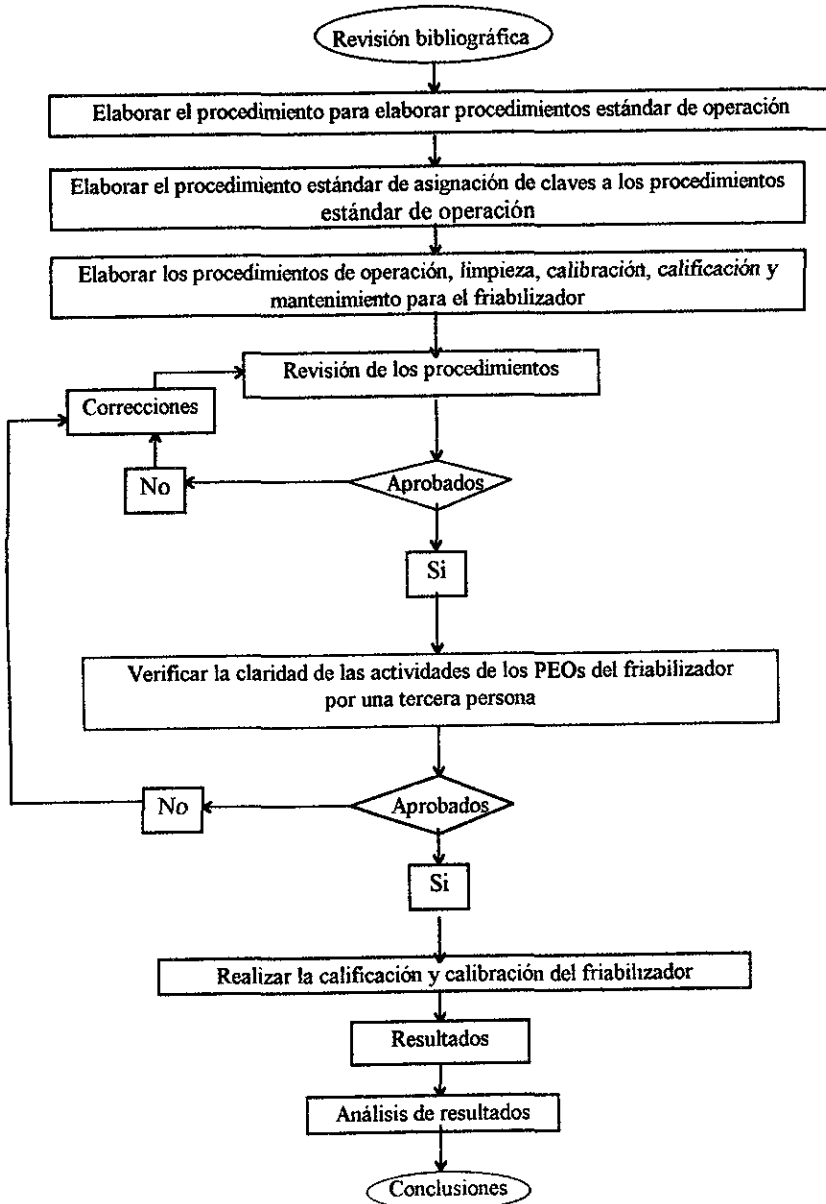 Revisión bibliográfica
Elaborar el procedimiento para elaborar procedimientos estándar de operación
Elaborar el procedimiento estándar de asignación de claves a los procedimientos
estándar de operación
Elaborar los procedimientos de operación, limpieza, calibración, calificación y
mantenimiento para el friabilizador
Revisión de los procedimientos
Correcciones
No
Aprobados
Si
Verificar la claridad de las actividades de los PEOs del friabilizador
por una tercera persona
No
Aprobados
Si
Realizar la calificación y calibración del friabilizador
Resultados
Análisis de resultados
Conclusiones